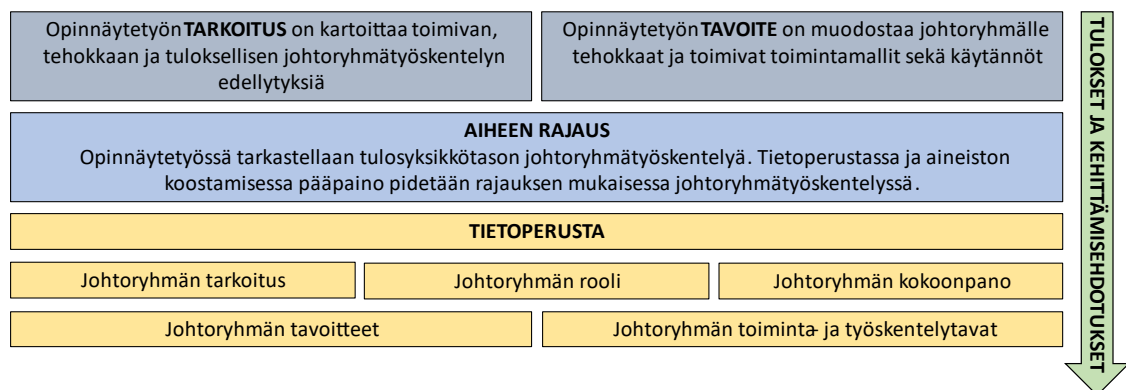 Opinnäytetyön TARKOITUS on kartoittaa toimivan,
tehokkaan ja tuloksellisen johtoryhmätyöskentelyn
edellytyksiä
Opinnäytetyön TAVOITE on muodostaa johtoryhmälle
tehokkaat ja toimivat toimintamallit sekä käytännöt
AIHEEN RAJAUS
Opinnäytetyössä tarkastellaan tulosyksikkötason johtoryhmätyöskentelyä. Tietoperustassa ja aineiston
koostamisessa pääpaino pidetään rajauksen mukaisessa johtoryhmätyöskentelyssä.
TIETOPERUSTA
Johtoryhmän tarkoitus
Johtoryhmän rooli
Johtoryhmän kokoonpano
Johtoryhmän tavoitteet
Johtoryhmän toiminta- ja työskentelytavat
TULOKSET JA KEHITTÄMISEHDOTUKSET